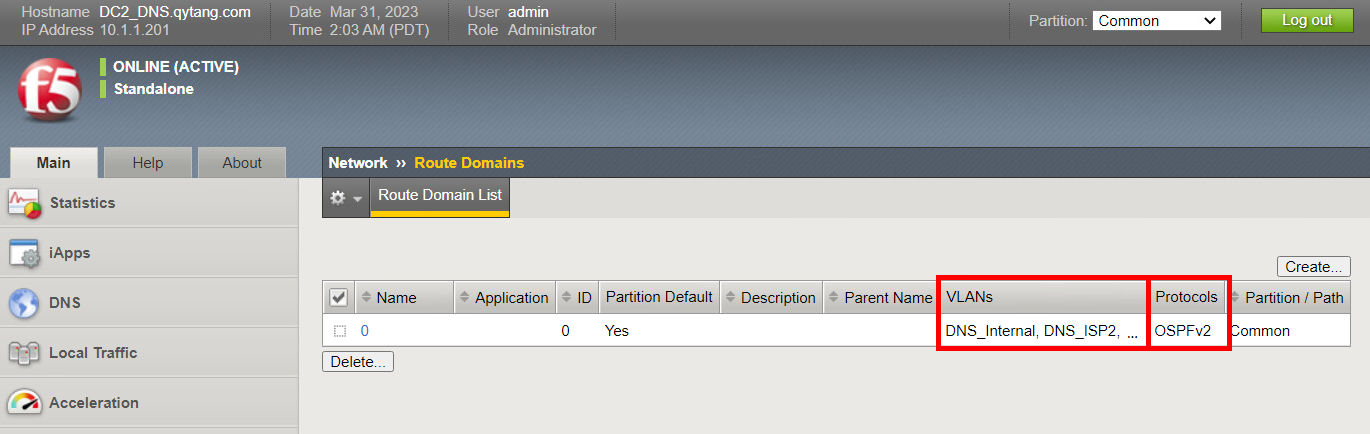 Hostname DC2_DNS.qytang.com Date Mar 31, 2023 User admin Partition: Common Log out
IP Address 10.1.1.201 Time 2:03 AM (PDT) Role Administrator
f5
ONLINE (ACTIVE)
Standalone
Main Help About
Network ›› Route Domains
Route Domain List
Statistics
iApps
DNS
Local Traffic
Acceleration
Create...
Name Application ID Partition Default Description Parent Name VLANs Protocols Partition / Path
0 0 Yes DNS_Internal, DNS_ISP2, ... OSPFv2 Common
Delete...